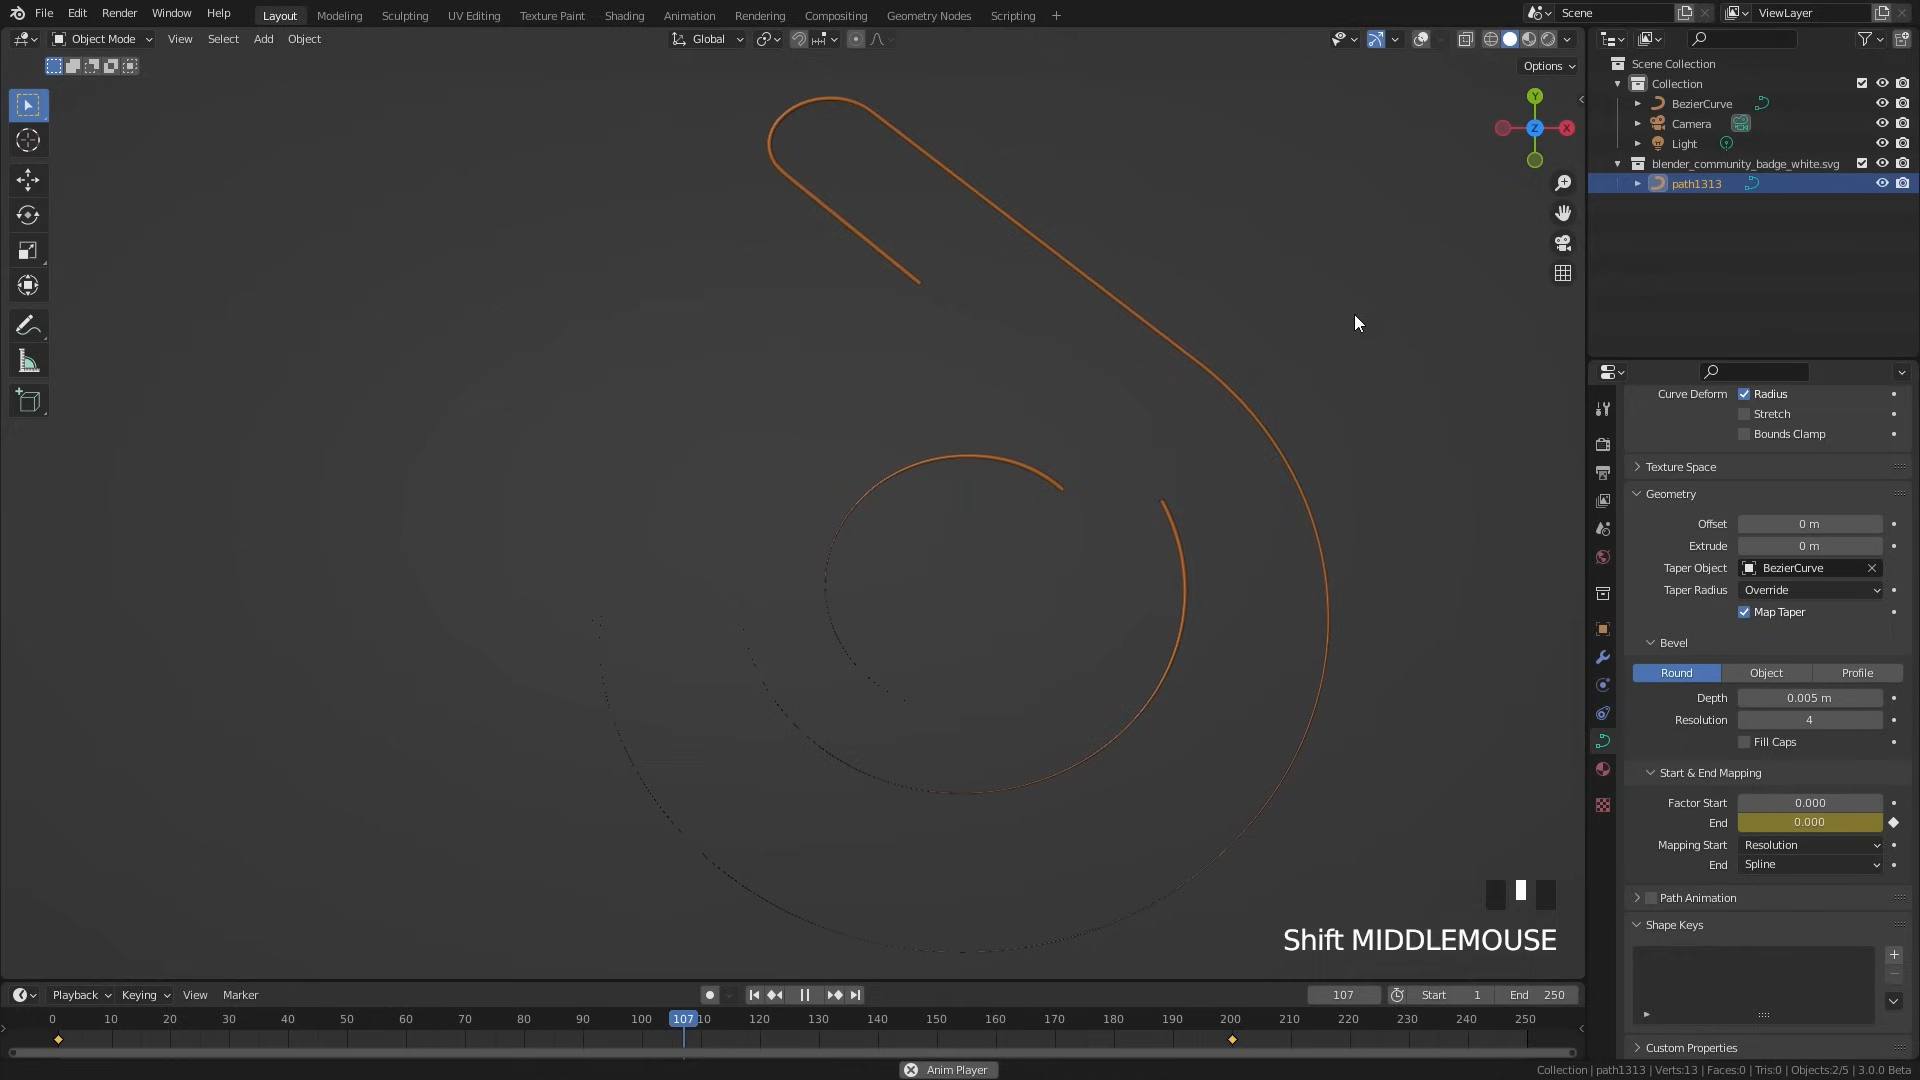 File Edit Render Window Help
Layout Modeling Sculpting UV Editing Texture Paint Shading Animation Rendering Compositing Geometry Nodes Scripting +
Scene
ViewLayer
Object Mode View Select Add Object
Global
Options
Y
X
Z
Scene Collection
Collection
BezierCurve
Camera
Light
blender_community_badge_white.svg
path1313
Curve Deform Radius
Stretch
Bounds Clamp
Texture Space
Geometry
Offset 0 m
Extrude 0 m
Taper Object BezierCurve
Taper Radius Override
Map Taper
Bevel
Round Object Profile
Depth 0.005 m
Resolution 4
Fill Caps
Start & End Mapping
Factor Start 0.000
End 0.000
Mapping Start Resolution
End Spline
Path Animation
Shape Keys
Custom Properties
Shift MIDDLEMOUSE
Playback Keying View Marker
107 Start 1 End 250
0 10 20 30 40 50 60 70 80 90 100 107 10 120 130 140 150 160 170 180 190 200 210 220 230 240 250
Anim Player
Collection | path1313 | Verts:13 | Faces:0 | Tris:0 | Objects:2/5 | 3.0.0 Beta